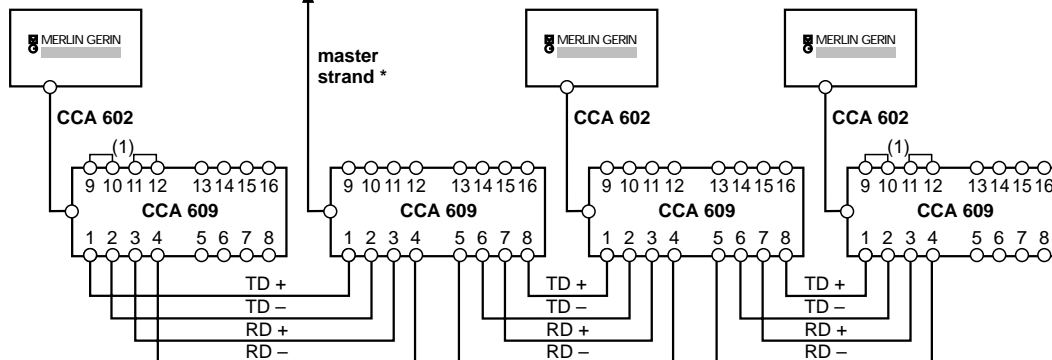 MERLIN GERIN MERLIN GERIN MERLIN GERIN
master
strand *
CCA 602 CCA 602 CCA 602
(1) (1)
9 10 11 12 13 14 15 16 9 10 11 12 13 14 15 16 9 10 11 12 13 14 15 16 9 10 11 12 13 14 15 16
CCA 609 CCA 609 CCA 609 CCA 609
1 2 3 4 5 6 7 8 1 2 3 4 5 6 7 8 1 2 3 4 5 6 7 8 1 2 3 4 5 6 7 8
TD + TD + TD +
TD – TD – TD –
RD + RD + RD +
RD – RD – RD –